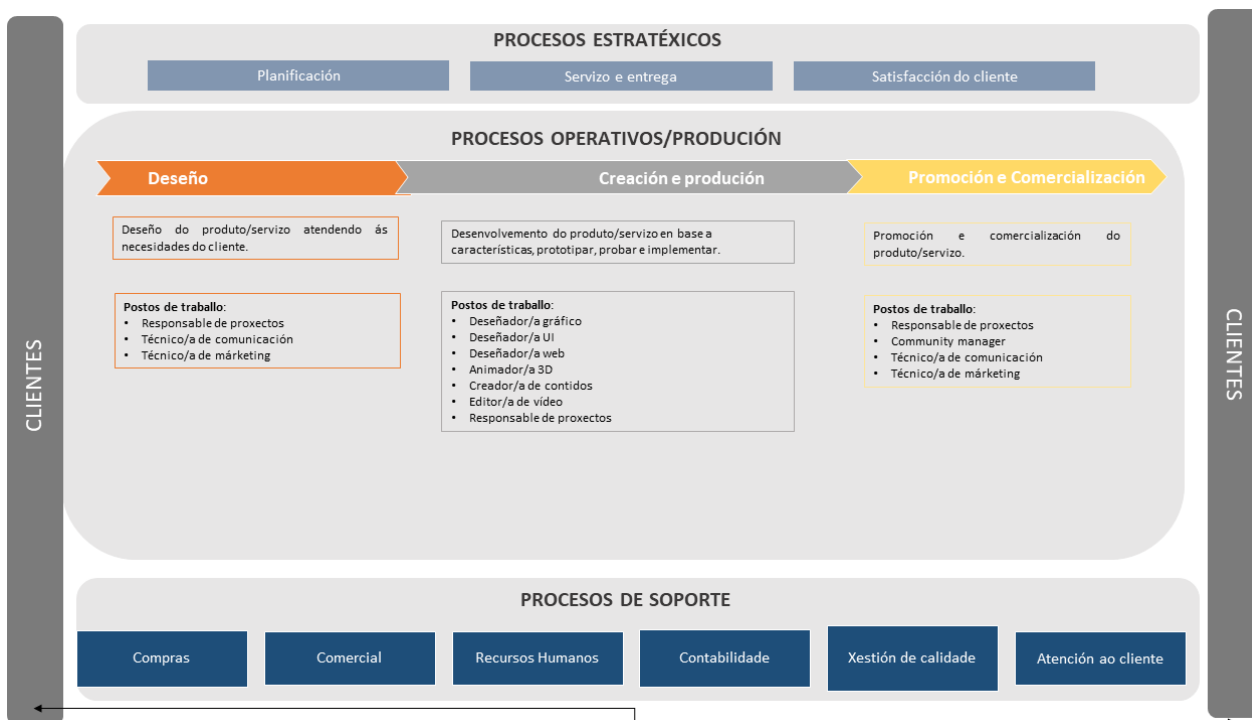 CLIENTES
PROCESOS ESTRATÉXICOS
Planificación
Servizo e entrega
Satisfacción do cliente
PROCESOS OPERATIVOS/PRODUCIÓN
Deseño
Creación e produción
Promoción e Comercialización
Deseño do produto/servizo atendendo ás
necesidades do cliente.
Desenvolvemento do produto/servizo en base a
características, prototipar, probar e implementar.
Promoción e comercialización do
produto/servizo.
Postos de traballo:
• Responsable de proxectos
• Técnico/a de comunicación
• Técnico/a de márketing
Postos de traballo:
• Deseñador/a gráfico
• Deseñador/a UI
• Deseñador/a web
• Animador/a 3D
• Creador/a de contidos
• Editor/a de vídeo
• Responsable de proxectos
Postos de traballo:
• Responsable de proxectos
• Community manager
• Técnico/a de comunicación
• Técnico/a de márketing
PROCESOS DE SOPORTE
Compras
Comercial
Recursos Humanos
Contabilidade
Xestión de calidade
Atención ao cliente
CLIENTES